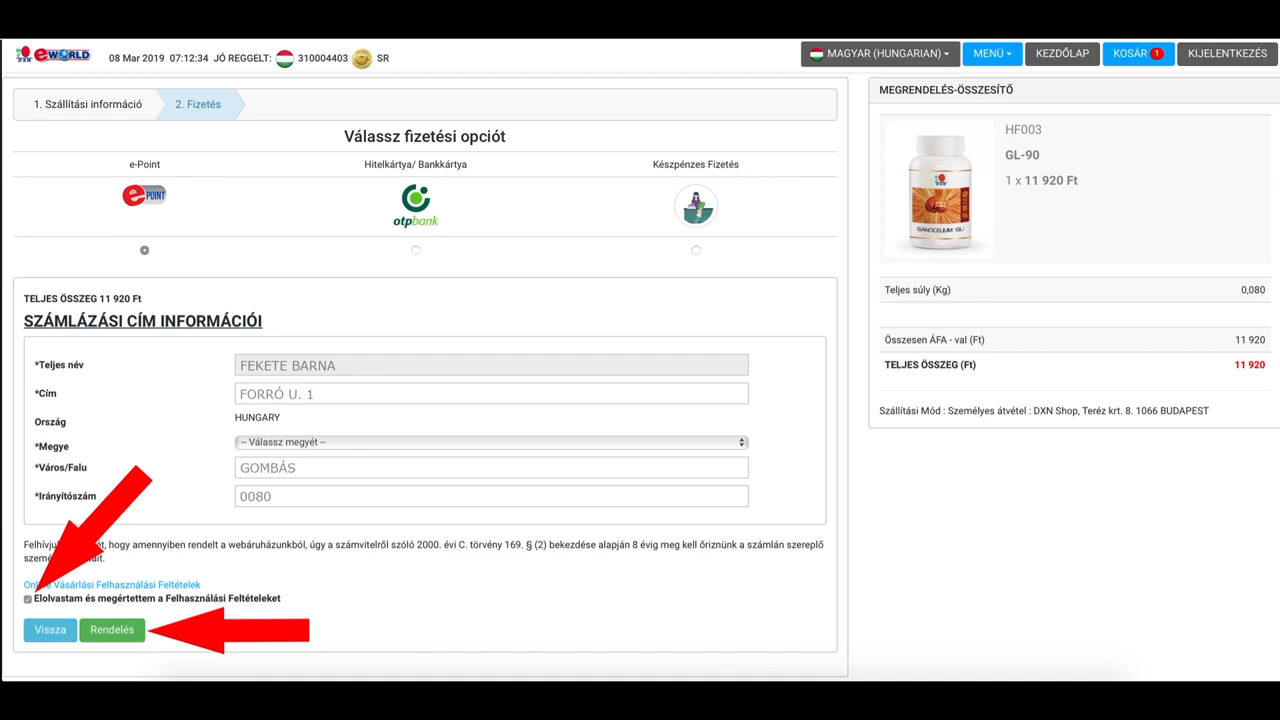 DXN eWORLD 08 Mar 2019 07:12:34 JÓ REGGELT: 310004403 SR
MAGYAR (HUNGARIAN) MENÜ KEZDŐLAP KOSÁR 1 KIJELENTKEZÉS
1. Szállítási információ 2. Fizetés
Válassz fizetési opciót
e-Point Hitelkártya/ Bankkártya Készpénzes Fizetés
e POINT
otpbank
TELJES ÖSSZEG 11 920 Ft
SZÁMLÁZÁSI CÍM INFORMÁCIÓI
*Teljes név FEKETE BARNA
*Cím FORRÓ U. 1
Ország HUNGARY
*Megye -- Válassz megyét --
*Város/Falu GOMBÁS
*Irányítószám 0080
hogy amennyiben rendelt a webáruházunkból, úgy a számvitelről szóló 2000. évi C. törvény 169. § (2) bekezdése alapján 8 évig meg kell őriznünk a számlán szereplő
Vásárlási Felhasználási Feltételek
Elolvastam és megértettem a Felhasználási Feltételeket
Vissza Rendelés
MEGRENDELÉS-ÖSSZESÍTŐ
DXN
GANOCELIUM (GL)
HF003
GL-90
1 x 11 920 Ft
Teljes súly (Kg) 0,080
Összesen ÁFA - val (Ft) 11 920
TELJES ÖSSZEG (Ft) 11 920
Szállítási Mód : Személyes átvétel : DXN Shop, Teréz krt. 8. 1066 BUDAPEST